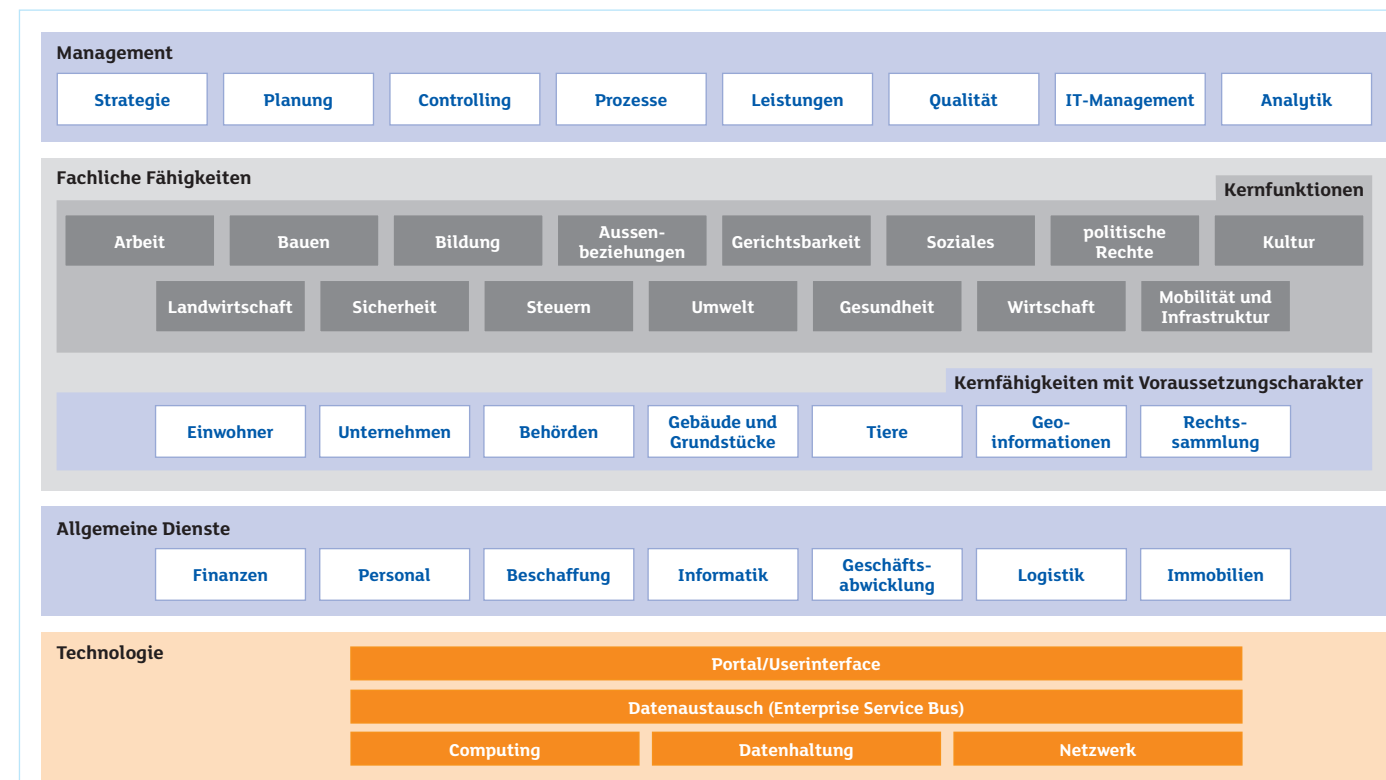 Management
Strategie
Planung
Controlling
Prozesse
Leistungen
Qualität
IT-Management
Analytik
Fachliche Fähigkeiten
Kernfunktionen
Arbeit
Bauen
Bildung
Aussen-
beziehungen
Gerichtsbarkeit
Soziales
politische
Rechte
Kultur
Landwirtschaft
Sicherheit
Steuern
Umwelt
Gesundheit
Wirtschaft
Mobilität und
Infrastruktur
Kernfähigkeiten mit Voraussetzungscharakter
Einwohner
Unternehmen
Behörden
Gebäude und
Grundstücke
Tiere
Geo-
informationen
Rechts-
sammlung
Allgemeine Dienste
Finanzen
Personal
Beschaffung
Informatik
Geschäfts-
abwicklung
Logistik
Immobilien
Technologie
Portal/Userinterface
Datenaustausch (Enterprise Service Bus)
Computing
Datenhaltung
Netzwerk